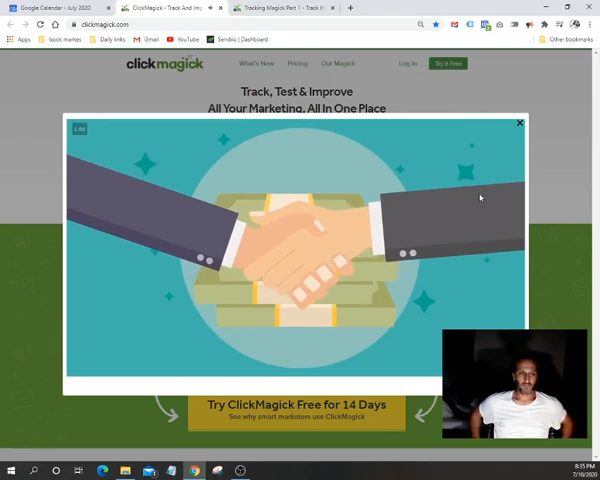 Google Calendar - July 2020
ClickMagick - Track And Imp
Tracking Magick Part 1 - Track It
clickmagick.com
Apps
book markes
Daily links
Gmail
YouTube
Sendiio | Dashboard
Other bookmarks
clickmagick
What's New
Pricing
Our Magick
Log In
Try It Free
Track, Test & Improve
All Your Marketing, All In One Place
1.00
Try ClickMagick Free for 14 Days
See why smart marketers use ClickMagick
8:35 PM
7/10/2020